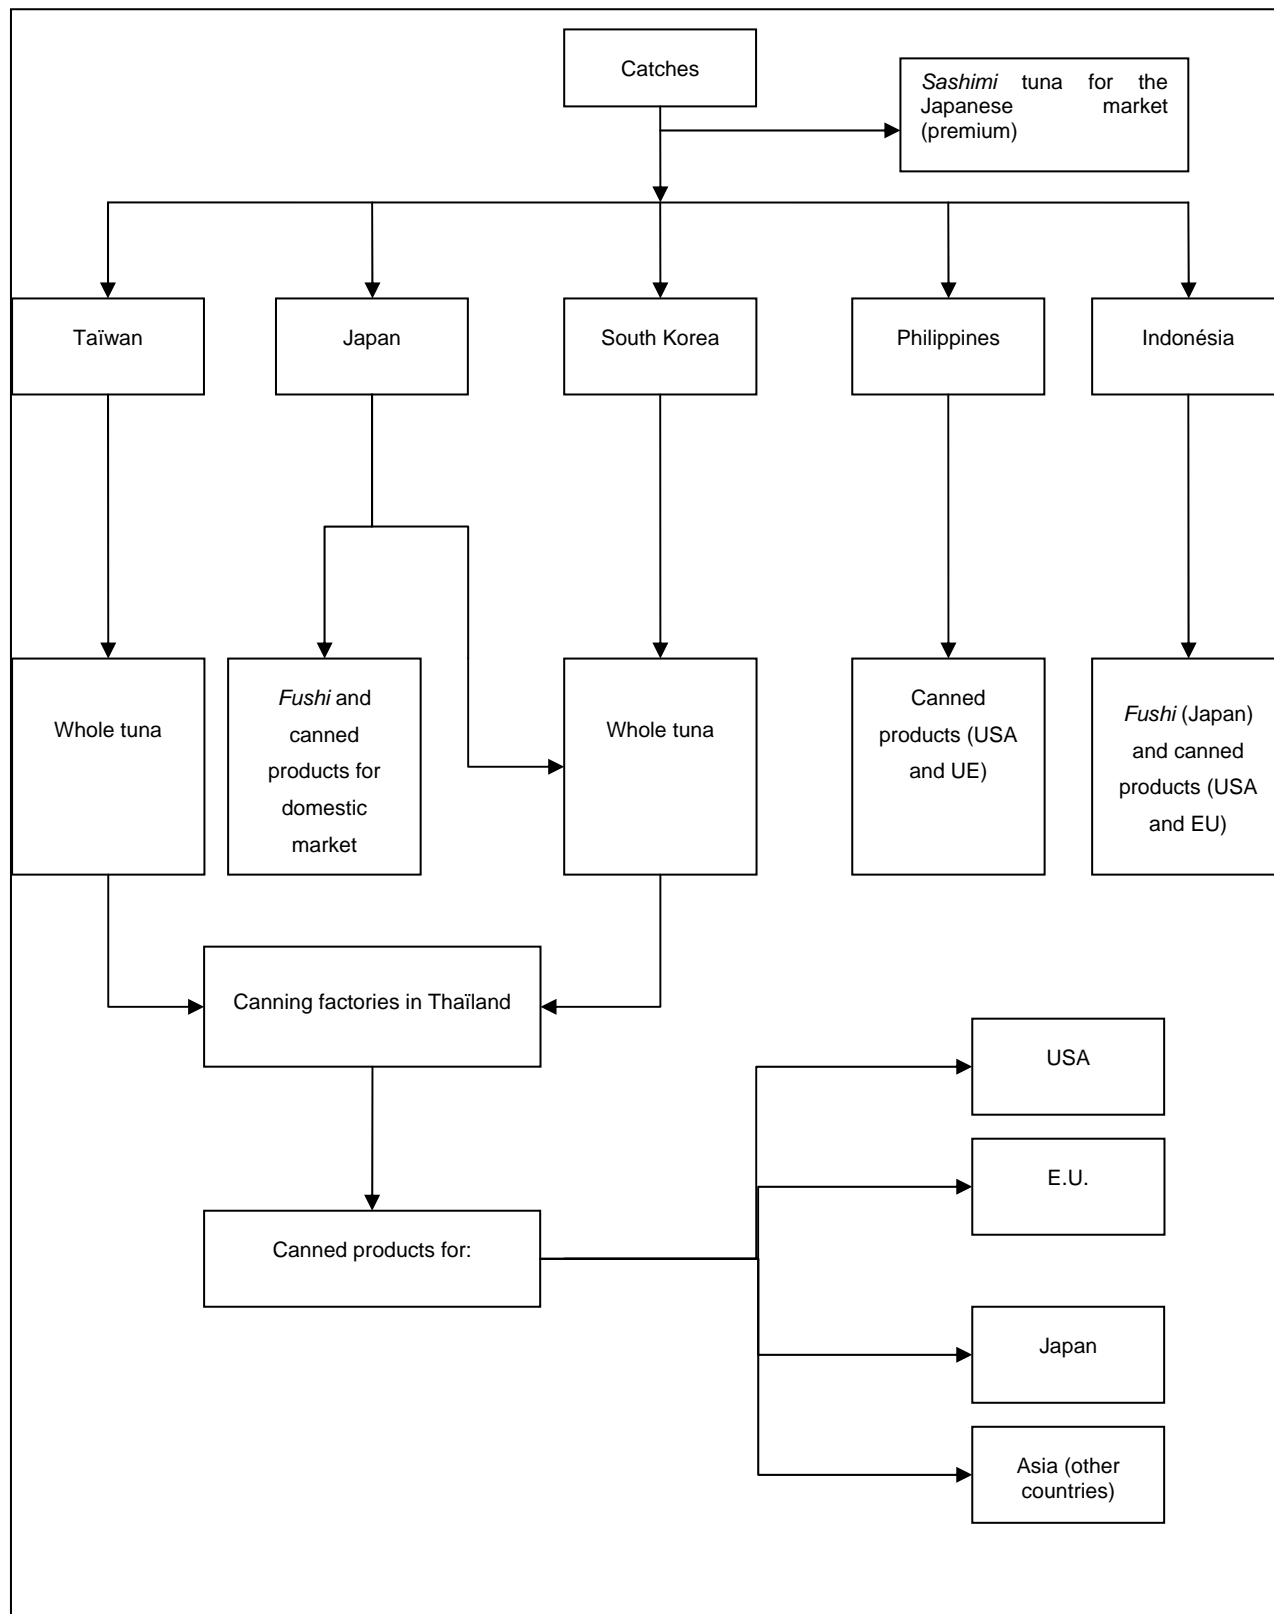 Catches
Sashimi tuna for the
Japanese market
(premium)
Taïwan
Japan
South Korea
Philippines
Indonésia
Whole tuna
Fushi and
canned
products for
domestic
market
Whole tuna
Canned
products (USA
and UE)
Fushi (Japan)
and canned
products (USA
and EU)
Canning factories in Thaïland
USA
E.U.
Canned products for:
Japan
Asia (other
countries)